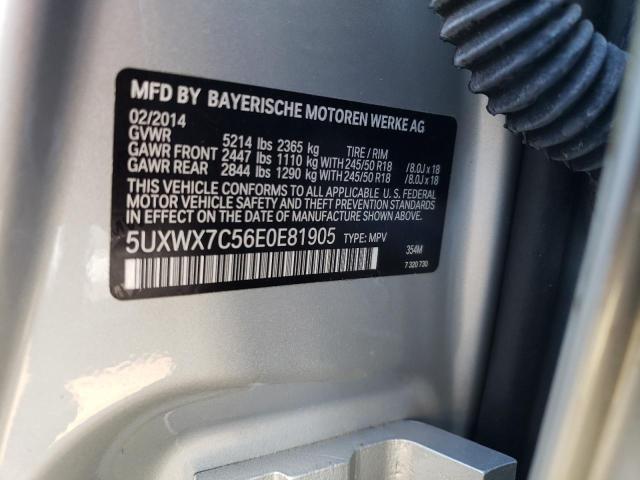 MFD BY BAYERISCHE MOTOREN WERKE AG
02/2014
GVWR 5214 lbs 2365 kg TIRE / RIM
GAWR FRONT 2447 lbs 1110 kg WITH 245/50 R18 /8.0J x 18
GAWR REAR 2844 lbs 1290 kg WITH 245/50 R18 /8.0J x 18
THIS VEHICLE CONFORMS TO ALL APPLICABLE U. S. FEDERAL
MOTOR VEHICLE SAFETY AND THEFT PREVENTION STANDARDS
IN EFFECT ON THE DATE OF MANUFACTURE SHOWN ABOVE.
5UXWX7C56E0E81905 TYPE: MPV
354M
7 320 730